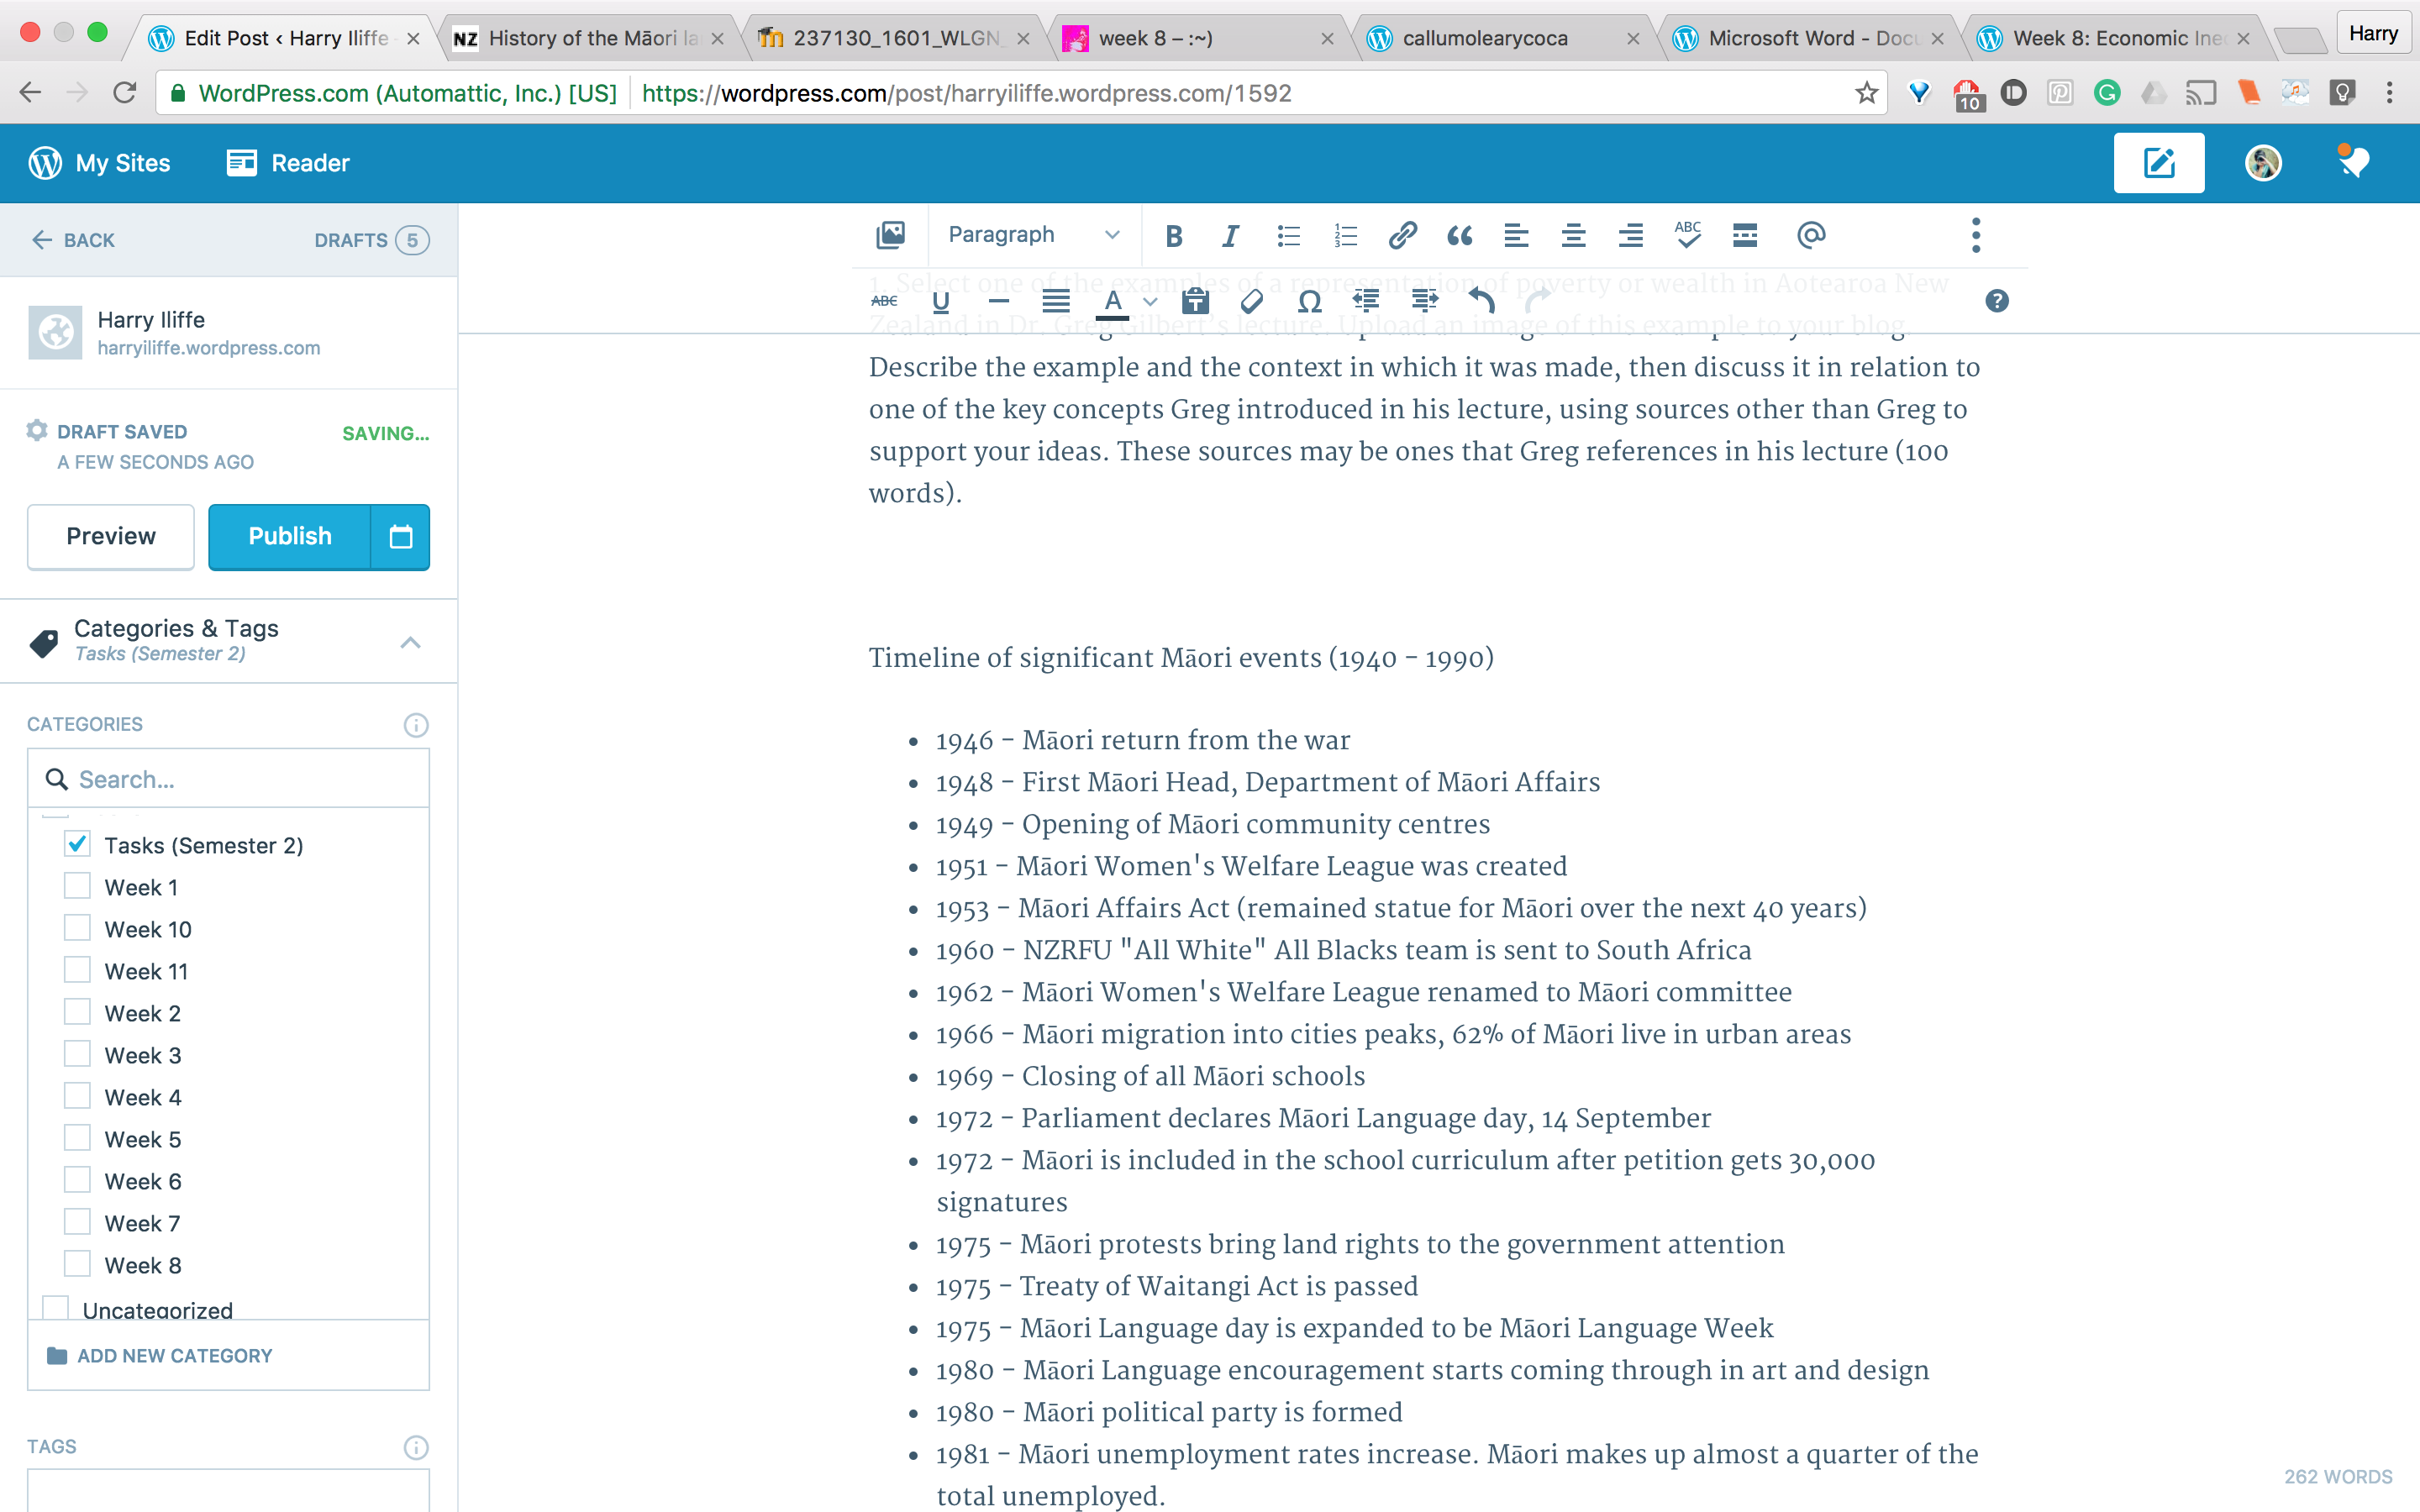 Edit Post ‹ Harry Iliffe -
NZ History of the Māori la
237130_1601_WLGN
week 8 – :~)
callumolearycoca
Microsoft Word - Docu
Week 8: Economic Ine
Harry
WordPress.com (Automattic, Inc.) [US]
https://wordpress.com/post/harryiliffe.wordpress.com/1592
10
My Sites
Reader
BACK
DRAFTS 5
Harry Iliffe
harryiliffe.wordpress.com
DRAFT SAVED
SAVING...
A FEW SECONDS AGO
Preview
Publish
Categories & Tags
Tasks (Semester 2)
CATEGORIES
Search...
Tasks (Semester 2)
Week 1
Week 10
Week 11
Week 2
Week 3
Week 4
Week 5
Week 6
Week 7
Week 8
Uncategorized
ADD NEW CATEGORY
TAGS
Paragraph
B I
ABC
ABC U A
1. Select one of the examples of a representation of poverty or wealth in Aotearoa New
Zealand in Dr. Greg Gilbert's lecture. Upload an image of this example to your blog.
Describe the example and the context in which it was made, then discuss it in relation to
one of the key concepts Greg introduced in his lecture, using sources other than Greg to
support your ideas. These sources may be ones that Greg references in his lecture (100
words).
Timeline of significant Māori events (1940 – 1990)
• 1946 – Māori return from the war
• 1948 – First Māori Head, Department of Māori Affairs
• 1949 – Opening of Māori community centres
• 1951 – Māori Women's Welfare League was created
• 1953 – Māori Affairs Act (remained statue for Māori over the next 40 years)
• 1960 – NZRFU "All White" All Blacks team is sent to South Africa
• 1962 – Māori Women's Welfare League renamed to Māori committee
• 1966 – Māori migration into cities peaks, 62% of Māori live in urban areas
• 1969 – Closing of all Māori schools
• 1972 – Parliament declares Māori Language day, 14 September
• 1972 – Māori is included in the school curriculum after petition gets 30,000
signatures
• 1975 – Māori protests bring land rights to the government attention
• 1975 – Treaty of Waitangi Act is passed
• 1975 – Māori Language day is expanded to be Māori Language Week
• 1980 – Māori Language encouragement starts coming through in art and design
• 1980 – Māori political party is formed
• 1981 – Māori unemployment rates increase. Māori makes up almost a quarter of the
total unemployed.
262 WORDS